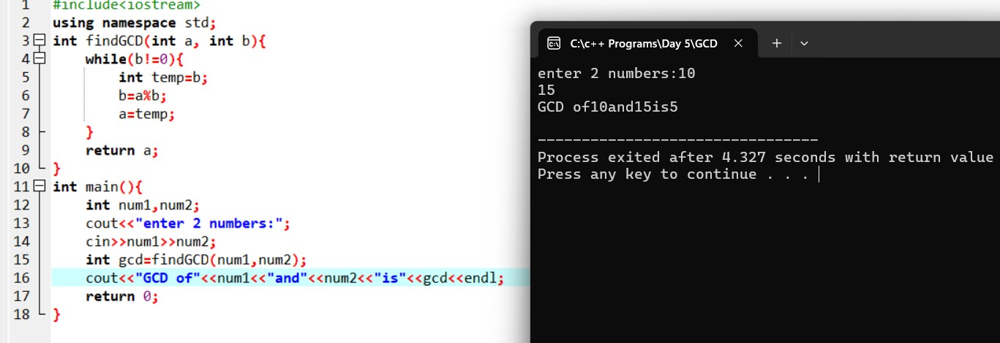 1 #include<iostream>
2 using namespace std;
3 int findGCD(int a, int b){
4 while(b!=0){
5 int temp=b;
6 b=a%b;
7 a=temp;
8 }
9 return a;
10 }
11 int main(){
12 int num1,num2;
13 cout<<"enter 2 numbers:";
14 cin>>num1>>num2;
15 int gcd=findGCD(num1,num2);
16 cout<<"GCD of"<<num1<<"and"<<num2<<"is"<<gcd<<endl;
17 return 0;
18 }
C:\c++ Programs\Day 5\GCD
enter 2 numbers:10
15
GCD of10and15is5
--------------------------------
Process exited after 4.327 seconds with return value
Press any key to continue . . .